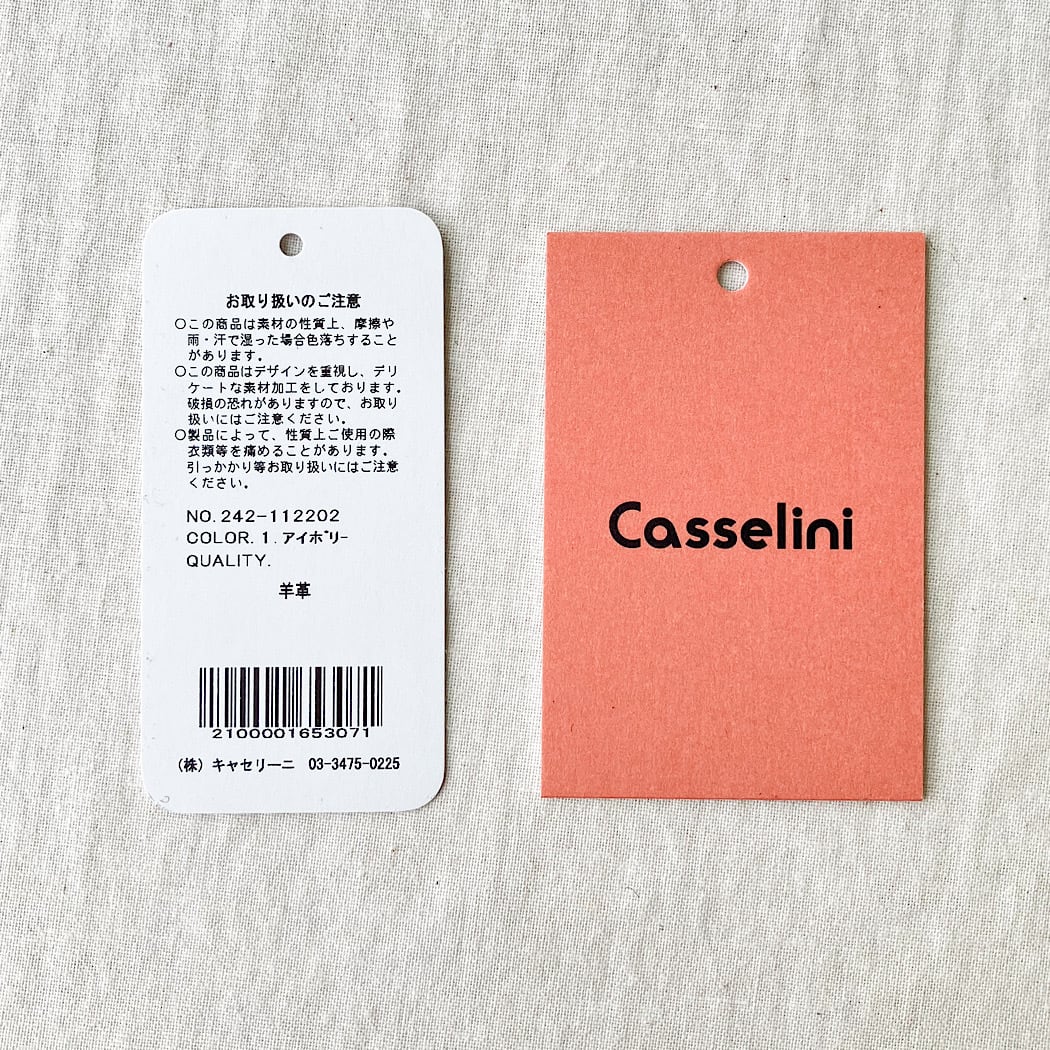 お取り扱いのご注意
○この商品は素材の性質上、摩擦や
雨・汗で湿った場合色落ちすること
があります。
○この商品はデザインを重視し、デリ
ケートな素材加工をしております。
破損の恐れがありますので、お取り
扱いにはご注意ください。
○製品によって、性質上ご使用の際
衣類等を痛めることがあります。
引っかかり等お取り扱いにはご注意
ください。
NO. 242-112202
COLOR. 1. アイボリー
QUALITY.
羊革
2100001653071
(株) キャセリーニ 03-3475-0225
Casselini